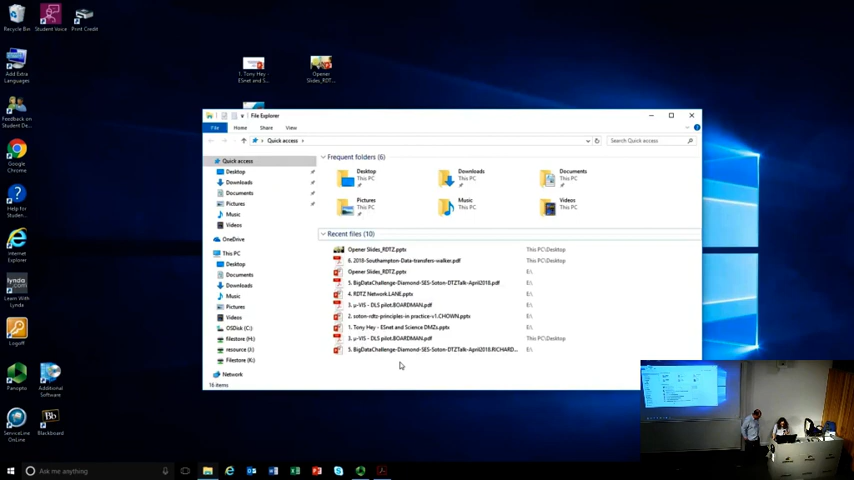 Recycle Bin
Student Voice
Print Credit
Add Extra
Languages
Feedback on
Student De...
Google
Chrome
Help for
Studen...
Internet
Explorer
Learn With
Lynda
Logoff
Panopto
Additional
Software
ServiceLine
OnLine
Blackboard
1. Tony Hey -
ESnet and S...
Opener
Slides_RDT...
File Explorer
File
Home
Share
View
Quick access
Search Quick access
Quick access
Desktop
Downloads
Documents
Pictures
Music
Videos
OneDrive
This PC
Desktop
Documents
Downloads
Music
Pictures
Videos
OSDisk (C:)
filestore (H:)
resource (J:)
Filestore (K:)
Network
16 items
Frequent folders (6)
Desktop
This PC
Downloads
This PC
Documents
This PC
Pictures
This PC
Music
This PC
Videos
This PC
Recent files (10)
Opener Slides_RDTZ.pptx This PC\Desktop
6. 2018-Southampton-Data-transfers-walker.pdf This PC\Desktop
Opener Slides_RDTZ.pptx E:\
5. BigDataChallenge-Diamond-SES-Soton-DTZTalk-April2018.pdf E:\
4. RDTZ Network.LANE.pptx E:\
3. µ-VIS - DLS pilot.BOARDMAN.pdf E:\
2. soton-rdtz-principles-in practice-v1.CHOWN.pptx E:\
1. Tony Hey - ESnet and Science DMZs.pptx E:\
3. µ-VIS - DLS pilot.BOARDMAN.pdf This PC\Desktop
5. BigDataChallenge-Diamond-SES-Soton-DTZTalk-April2018.RICHARD... E:\
Ask me anything